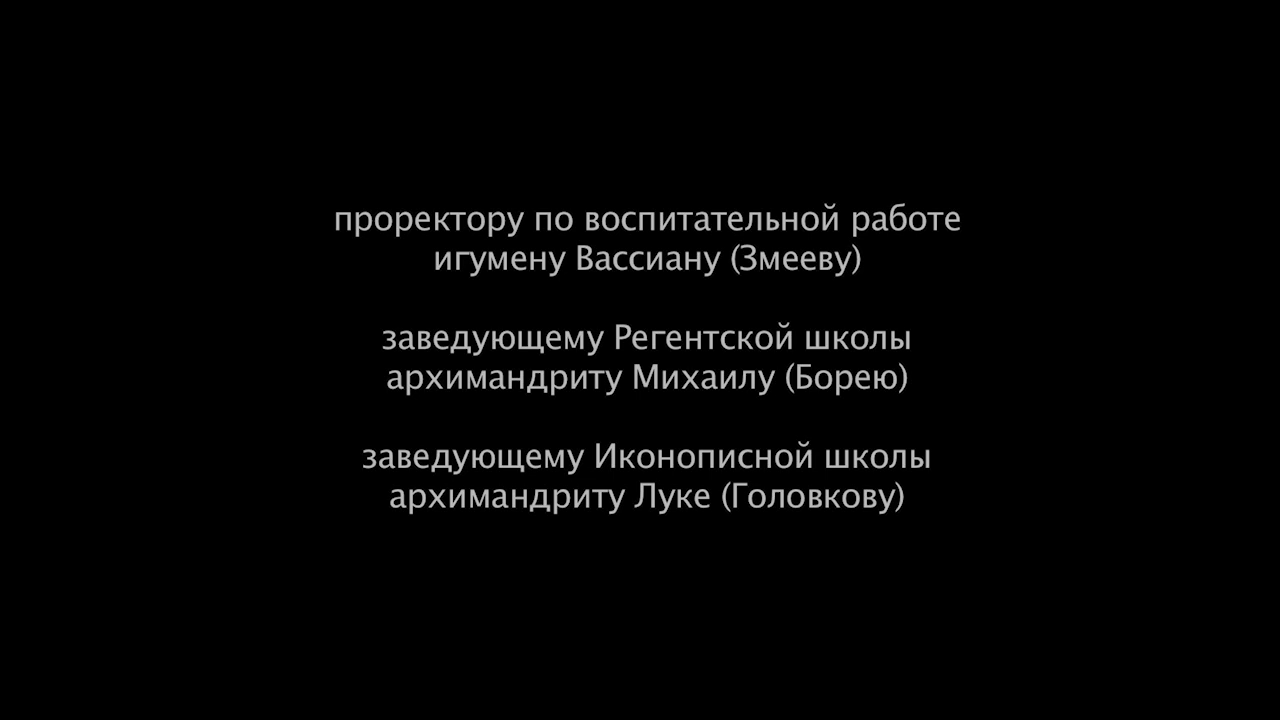 проректору по воспитательной работе
игумену Вассиану (Змееву)
заведующему Регентской школы
архимандриту Михаилу (Борею)
заведующему Иконописной школы
архимандриту Луке (Головкову)